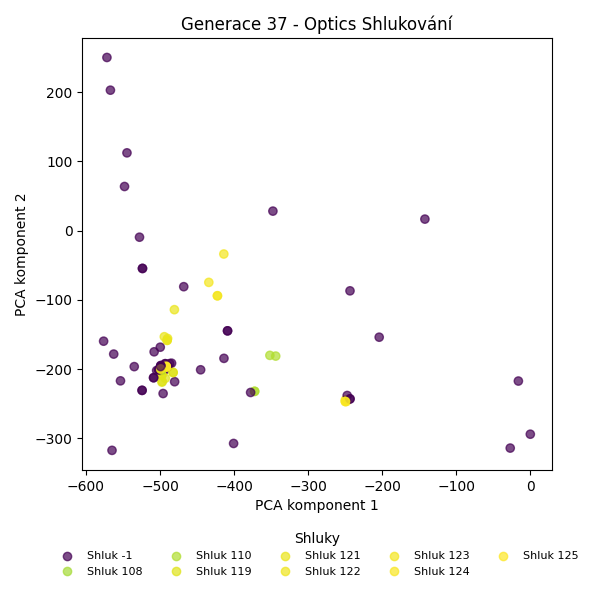 Generace 37 - Optics Shlukování
PCA komponent 2
200
100
0
−100
−200
−300
−600
−500
−400
−300
−200
−100
0
PCA komponent 1
Shluky
Shluk -1
Shluk 110
Shluk 121
Shluk 123
Shluk 125
Shluk 108
Shluk 119
Shluk 122
Shluk 124